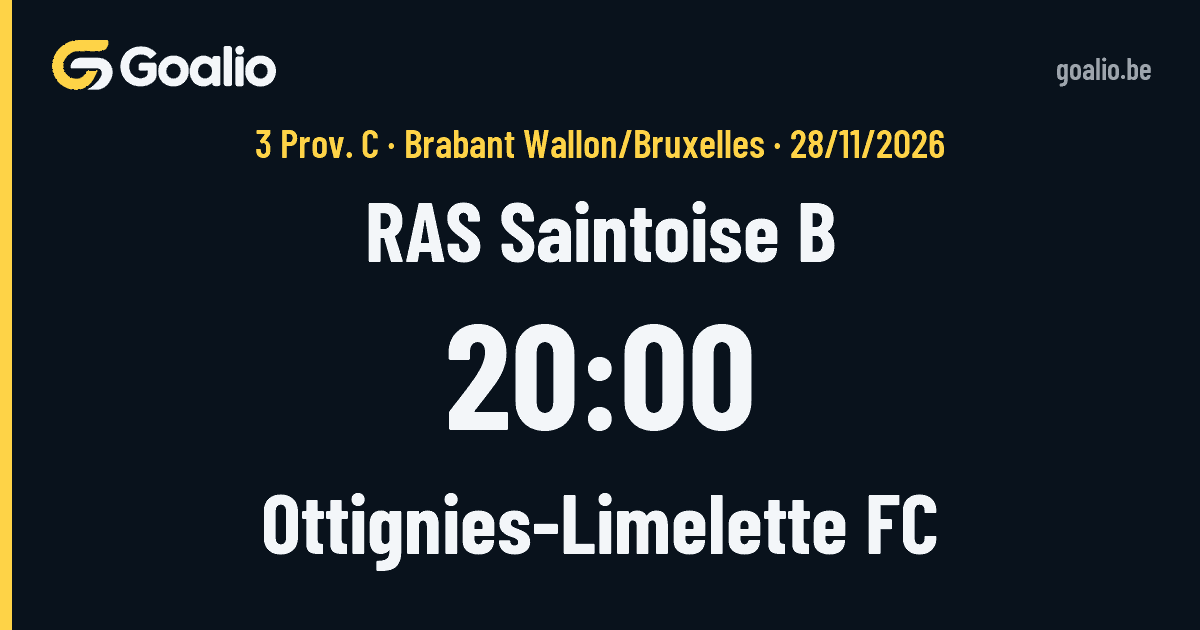 Goalio
goalio.be
3 Prov. C · Brabant Wallon/Bruxelles · 28/11/2026
RAS Saintoise B
20:00
Ottignies-Limelette FC